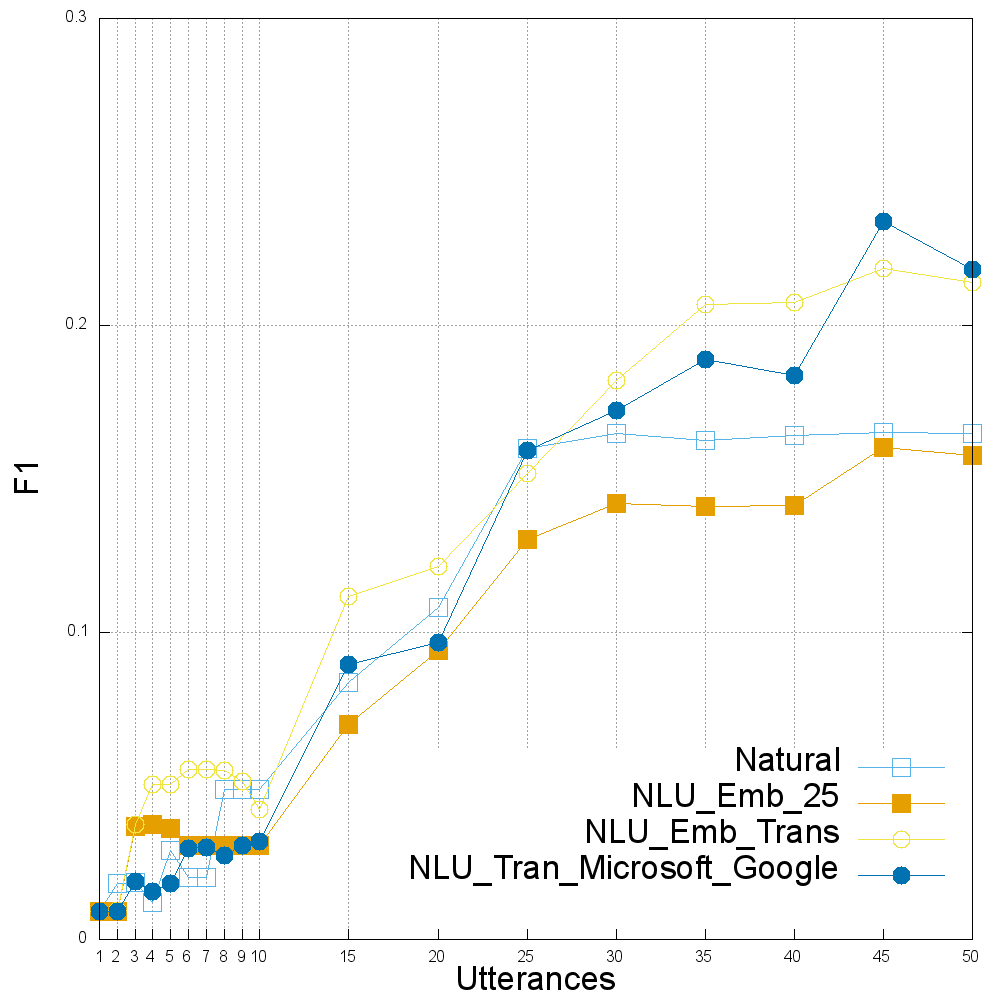 0.3
0.2
0.1
0
F1
Natural
NLU_Emb_25
NLU_Emb_Trans
NLU_Tran_Microsoft_Google
1 2 3 4 5 6 7 8 9 10 15 20 25 30 35 40 45 50
Utterances